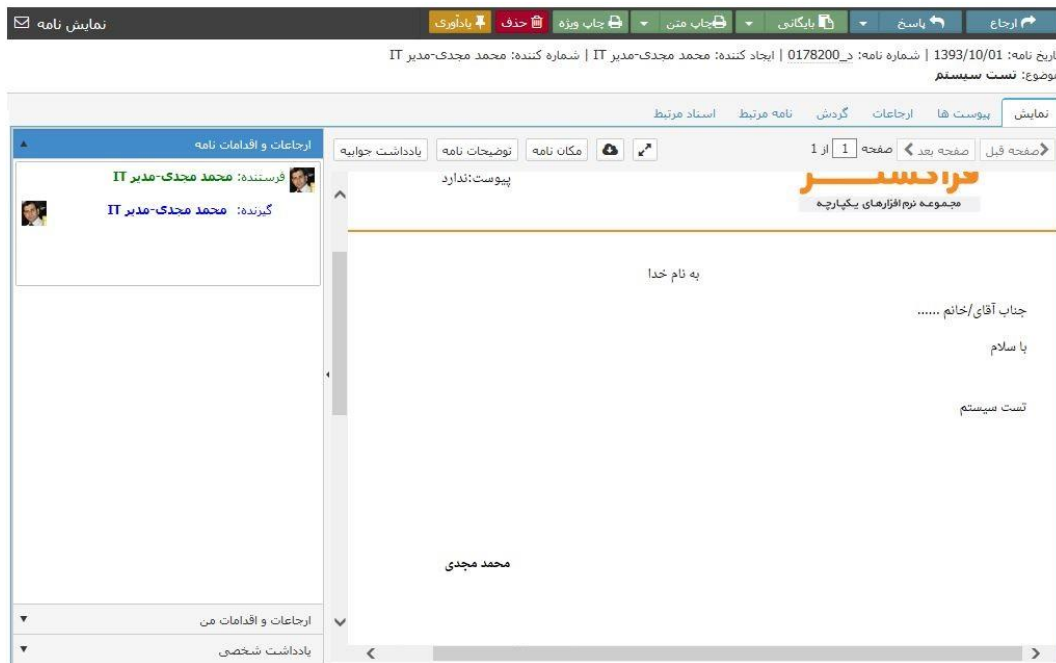 ارجاع
پاسخ
بایگانی
چاپ متن
چاپ ویژه
حذف
یادآوری
نمایش نامه
تاریخ نامه: 1393/10/01 | شماره نامه: د_0178200 | ایجاد کننده: محمد مجدی-مدیر IT | شماره کننده: محمد مجدی-مدیر IT
موضوع: تست سیستم
نمایش
پیوست ها
ارجاعات
گردش
نامه مرتبط
اسناد مرتبط
صفحه قبل
صفحه بعد
صفحه 1 از 1
مکان نامه
توضیحات نامه
یادداشت جوابیه
ارجاعات و اقدامات نامه
فرستنده: محمد مجدی-مدیر IT
گیرنده: محمد مجدی-مدیر IT
فراگستر
مجموعه نرم افزارهای یکپارچه
پیوست:ندارد
به نام خدا
جناب آقای/خانم ......
با سلام
تست سیستم
محمد مجدی
ارجاعات و اقدامات من
یادداشت شخصی